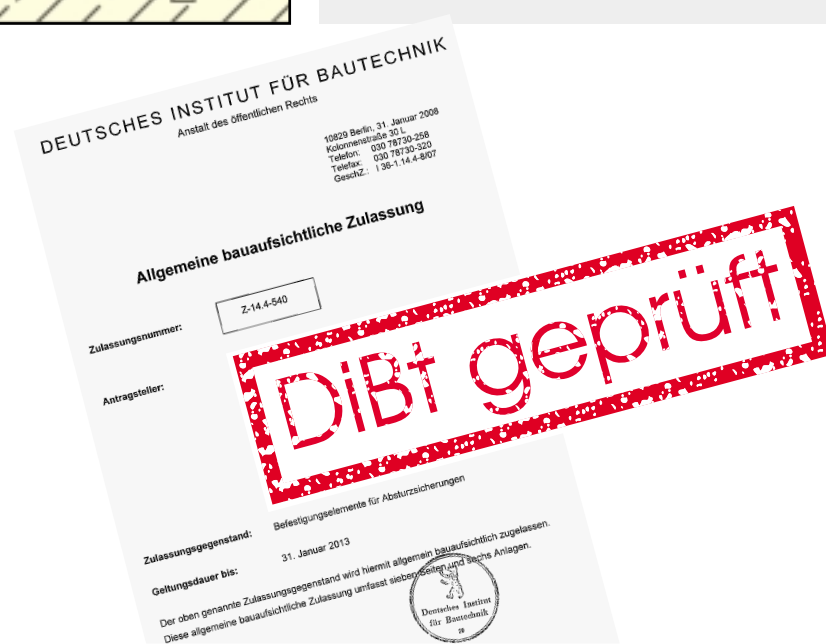 DEUTSCHES INSTITUT FÜR BAUTECHNIK
Anstalt des öffentlichen Rechts
10829 Berlin, 31. Januar 2008
Kolonnenstraße 30 L
Telefon: 030 78730-258
Telefax: 030 78730-320
GeschZ.: I 36-1.14.4-8/07
Allgemeine bauaufsichtliche Zulassung
Zulassungsnummer:
Z-14.4-540
Antragsteller:
DiBt geprüft
Zulassungsgegenstand:
Befestigungselemente für Absturzsicherungen
Geltungsdauer bis:
31. Januar 2013
Der oben genannte Zulassungsgegenstand wird hiermit allgemein bauaufsichtlich zugelassen.
Diese allgemeine bauaufsichtliche Zulassung umfasst sieben Seiten und sechs Anlagen.
Deutsches Institut
für Bautechnik